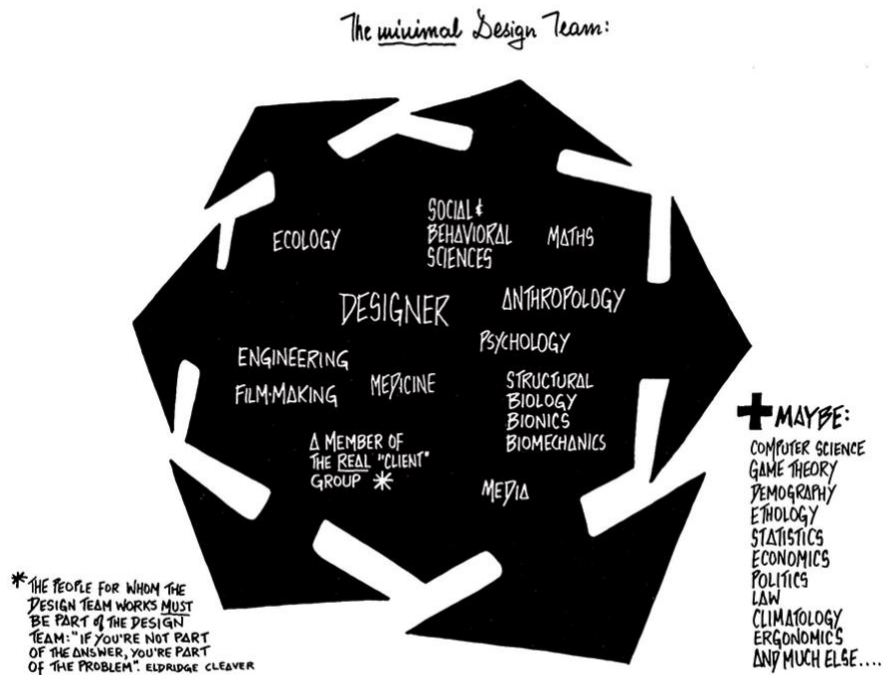 The minimal Design Team:
ECOLOGY
SOCIAL &
BEHAVIORAL
SCIENCES
MATHS
DESIGNER
ANTHROPOLOGY
PSYCHOLOGY
ENGINEERING
FILM-MAKING
MEDICINE
STRUCTURAL
BIOLOGY
BIONICS
BIOMECHANICS
A MEMBER OF
THE REAL "CLIENT"
GROUP *
MEDIA
+ MAYBE:
COMPUTER SCIENCE
GAME THEORY
DEMOGRAPHY
ETHOLOGY
STATISTICS
ECONOMICS
POLITICS
LAW
CLIMATOLOGY
ERGONOMICS
AND MUCH ELSE....
* THE PEOPLE FOR WHOM THE
DESIGN TEAM WORKS MUST
BE PART of THE DESIGN
TEAM: "IF YOU'RE NOT PART
OF THE ANSWER, YOU'RE PART
OF THE PROBLEM". ELDRIDGE CLEAVER